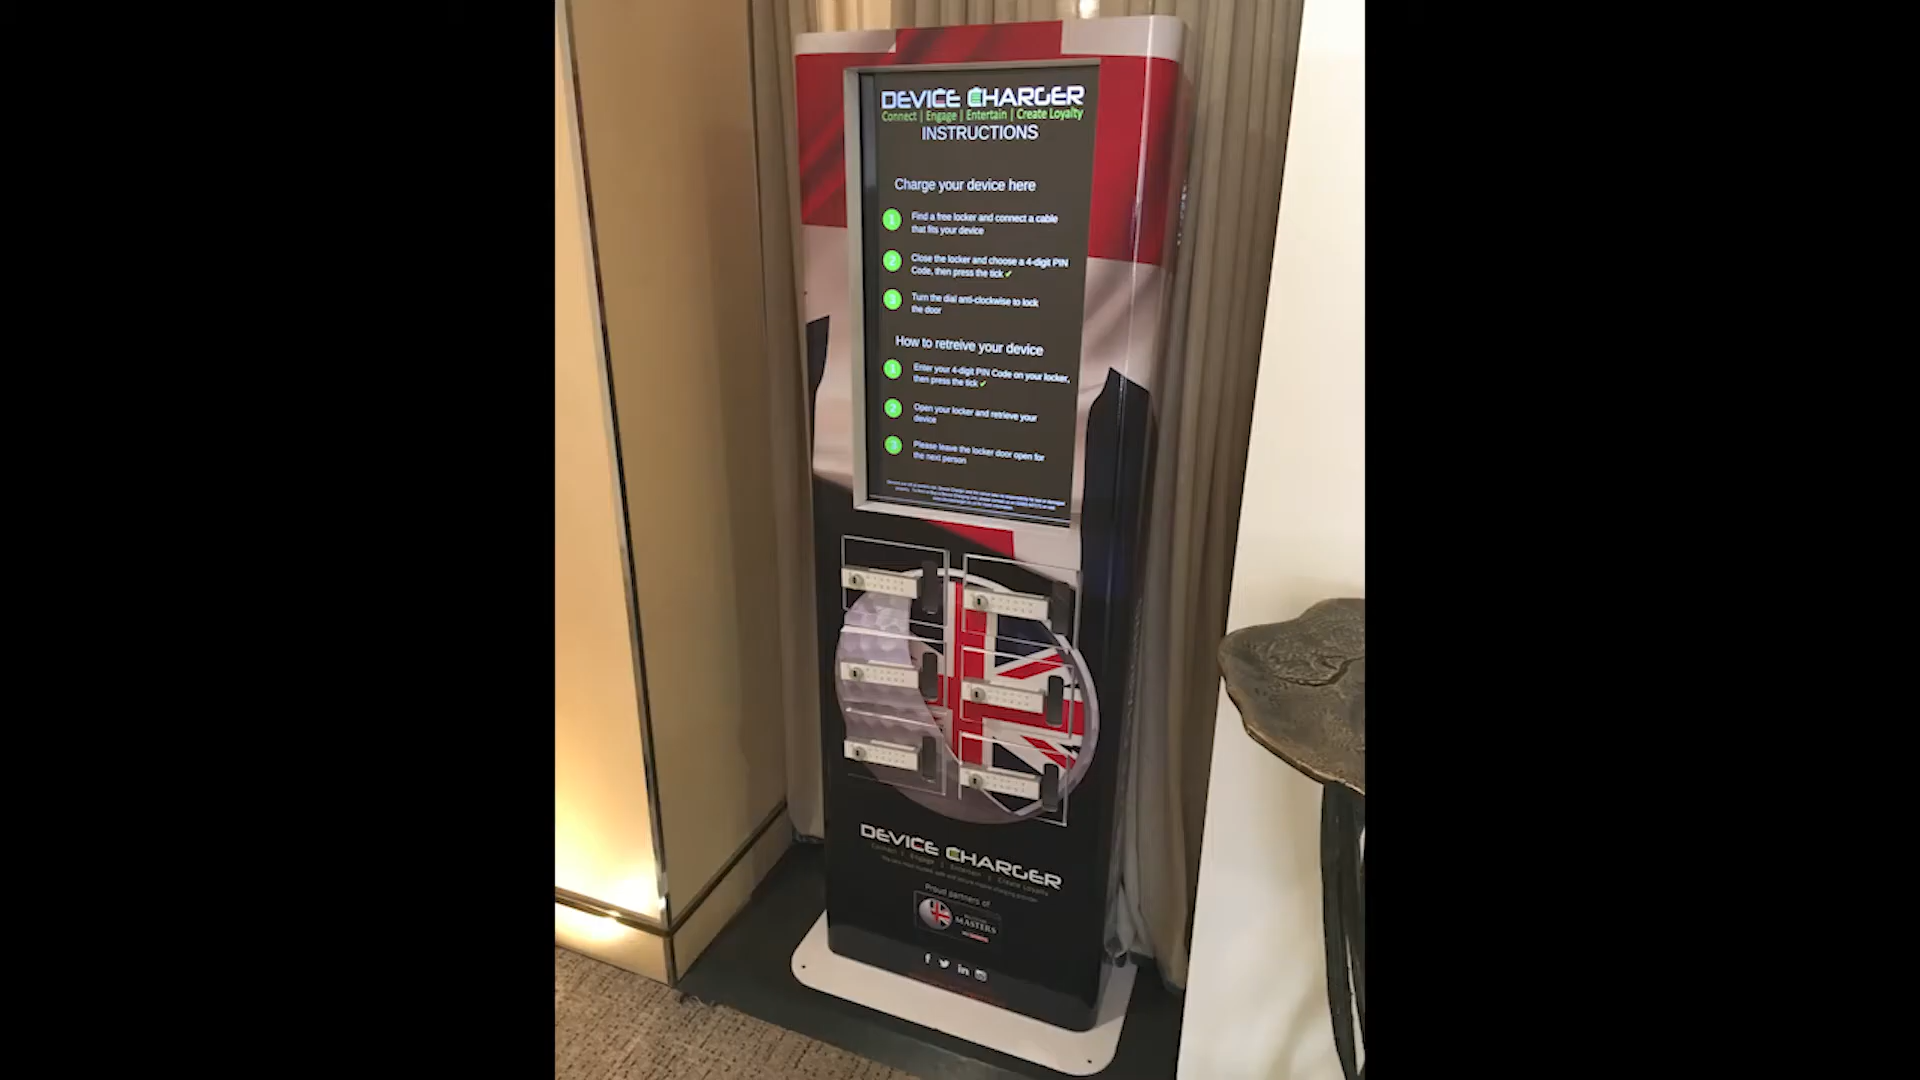 DEVICE CHARGER
Connect | Engage | Entertain | Create Loyalty
INSTRUCTIONS
Charge your device here
1 Find a free locker and connect a cable
that fits your device
2 Close the locker and choose a 4-digit PIN
Code, then press the tick ✓
3 Turn the dial anti-clockwise to lock
the door
How to retreive your device
1 Enter your 4-digit PIN Code on your locker,
then press the tick ✓
2 Open your locker and retrieve your
device
3 Please leave the locker door open for
the next person
DEVICE CHARGER
Connect | Engage | Entertain | Create Loyalty
Proud partners of
MASTERS